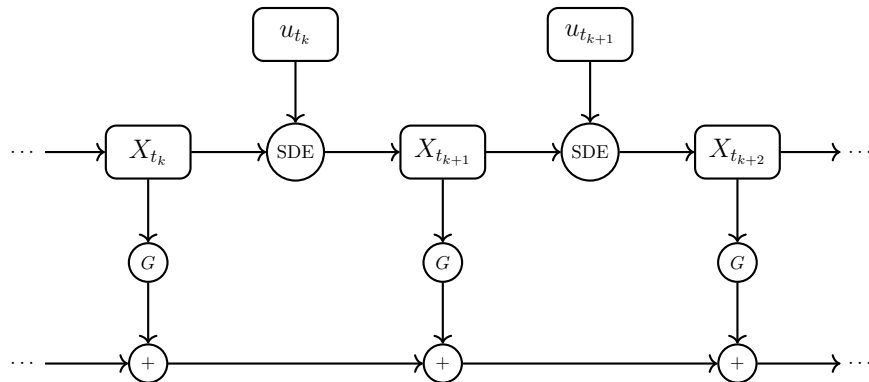 u_{t_k} u_{t_{k+1}}
... X_{t_k} SDE X_{t_{k+1}} SDE X_{t_{k+2}} ...
G G G
... + + + ...